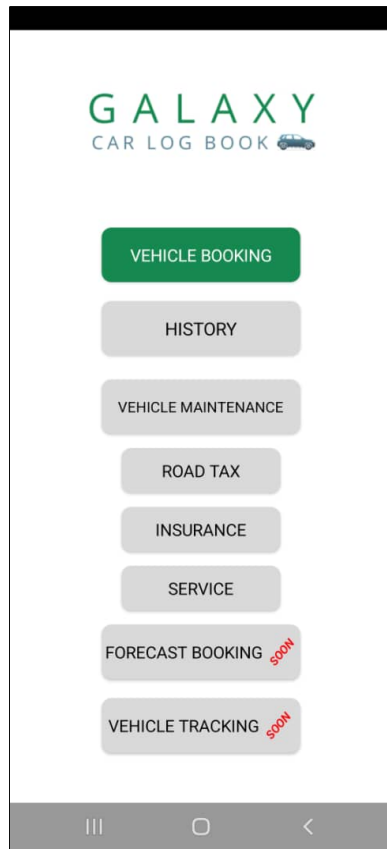 GALAXY
CAR LOG BOOK
VEHICLE BOOKING
HISTORY
VEHICLE MAINTENANCE
ROAD TAX
INSURANCE
SERVICE
FORECAST BOOKING SOON
VEHICLE TRACKING SOON